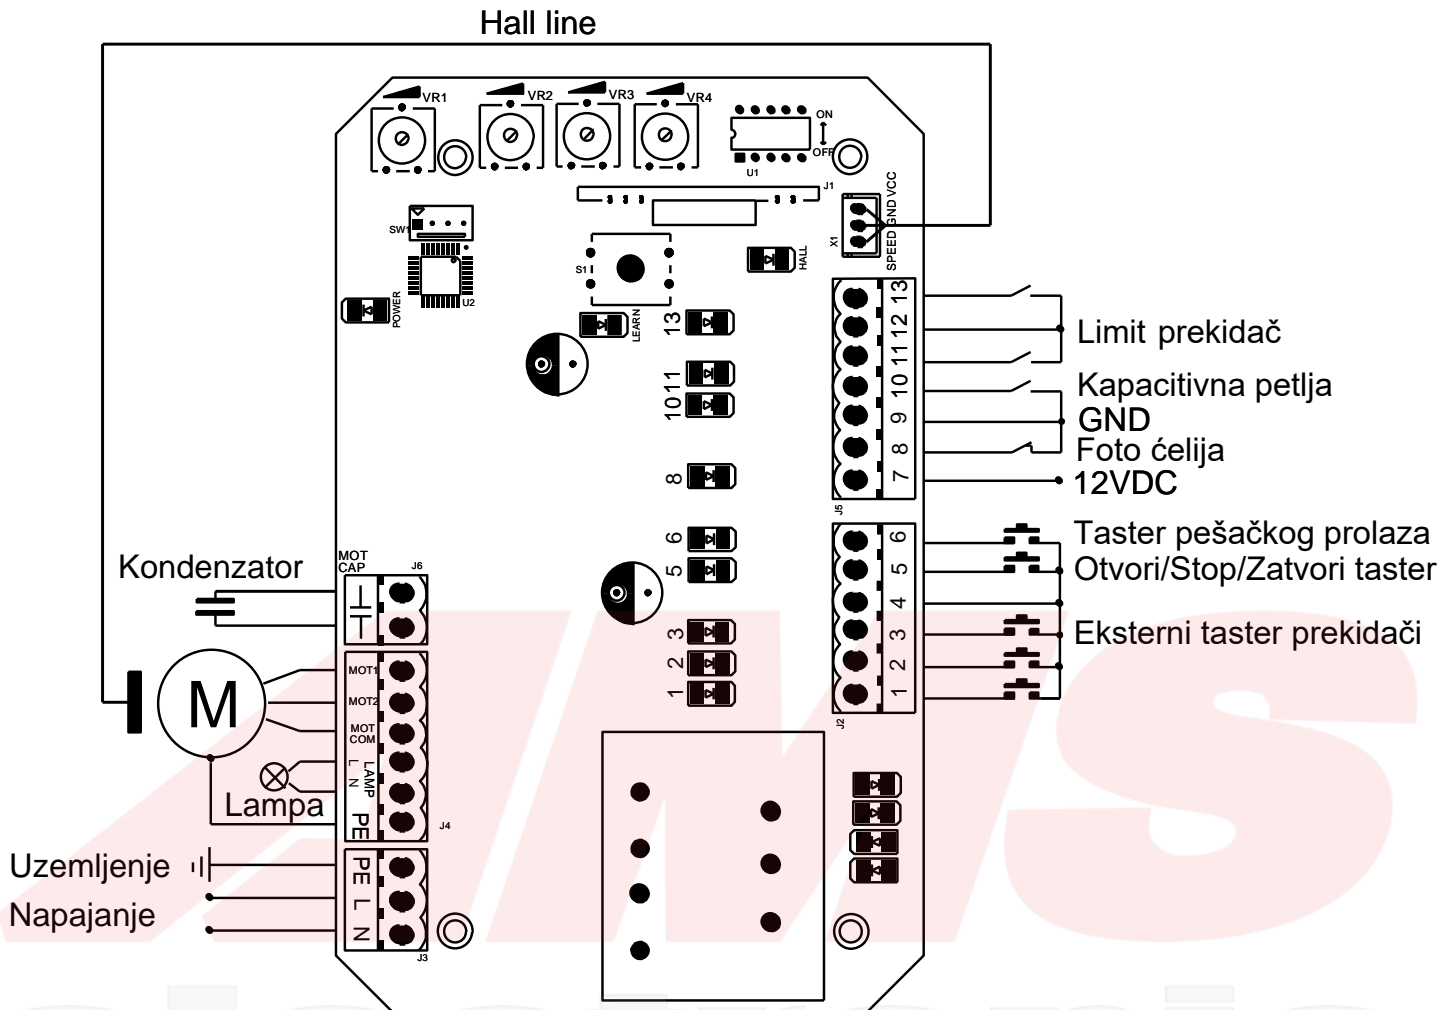 Hall line
VR1
VR2
VR3
VR4
ON
OFF
U1
J1
SW1
U2
S1
HALL
X1
SPEED GND VCC
POWER
LEARN
13
11
10
8
6
5
3
2
1
13
12
11
10
9
8
7
J5
Limit prekidač
Kapacitivna petlja
GND
Foto ćelija
12VDC
6
5
4
3
2
1
J2
Taster pešačkog prolaza
Otvori/Stop/Zatvori taster
Eksterni taster prekidači
Kondenzator
MOT
CAP
J6
M
MOT1
MOT2
MOT
COM
L
N
LAMP
PE
J4
Lampa
Uzemljenje
Napajanje
PE
L
N
J3
AMS